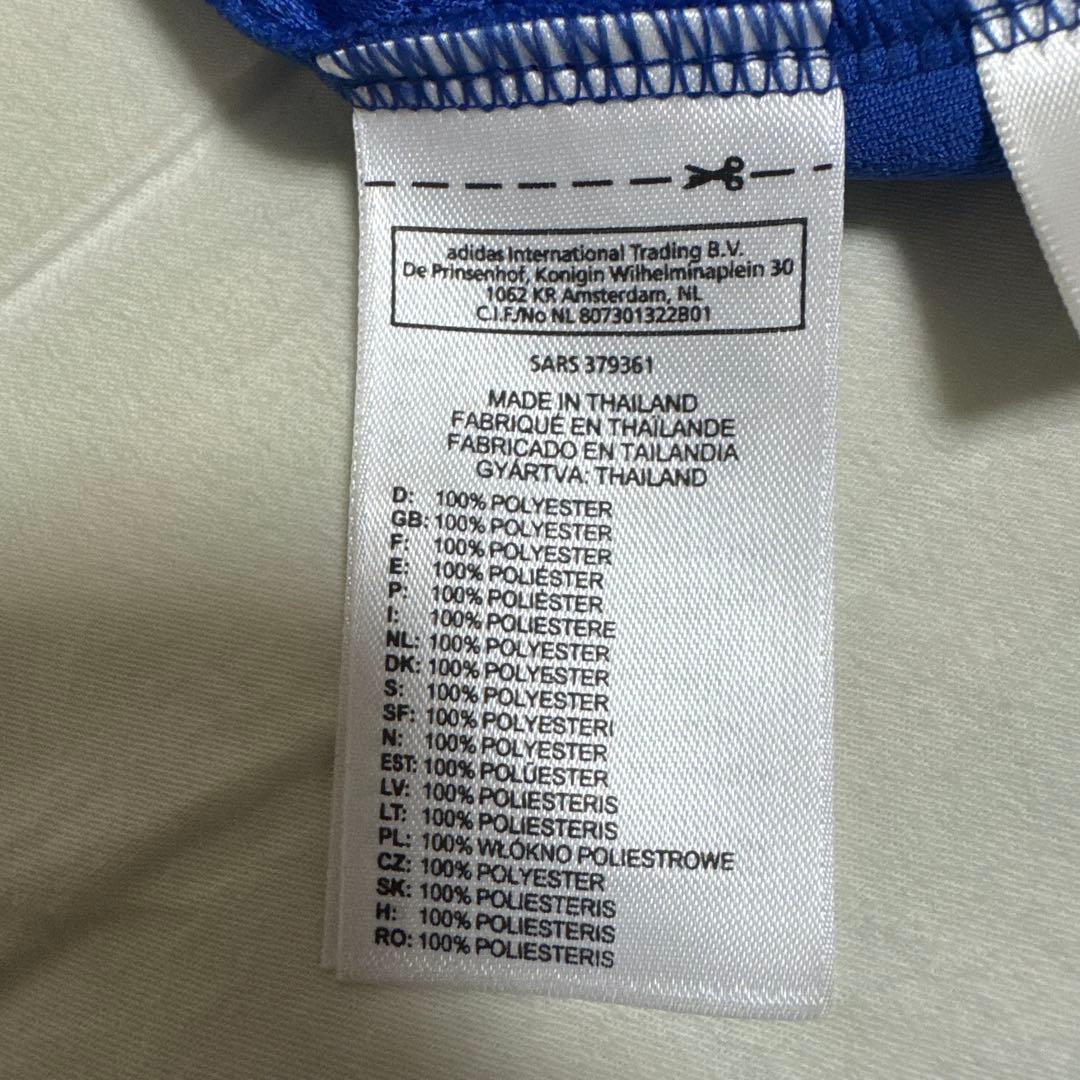 adidas International Trading B.V.
De Prinsenhof, Konigin Wilhelminaplein 30
1062 KR Amsterdam, NL
C.I.F./No NL 807301322B01
SARS 379361
MADE IN THAILAND
FABRIQUÉ EN THAÏLANDE
FABRICADO EN TAILANDIA
GYÁRTVA: THAILAND
D: 100% POLYESTER
GB: 100% POLYESTER
F: 100% POLYESTER
E: 100% POLIÉSTER
P: 100% POLIÉSTER
I: 100% POLIESTERE
NL: 100% POLYESTER
DK: 100% POLYESTER
S: 100% POLYESTER
SF: 100% POLYESTERI
N: 100% POLYESTER
EST: 100% POLÜESTER
LV: 100% POLIESTERIS
LT: 100% POLIESTERIS
PL: 100% WŁÓKNO POLIESTROWE
CZ: 100% POLYESTER
SK: 100% POLIESTERIS
H: 100% POLIESTERIS
RO: 100% POLIESTERIS